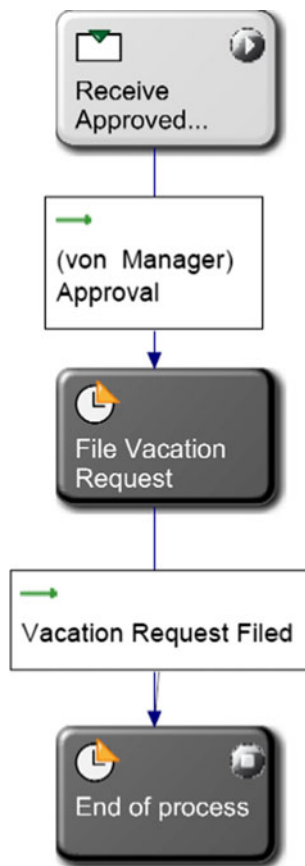 Receive
Approved...
(von Manager)
Approval
File Vacation
Request
Vacation Request Filed
End of process